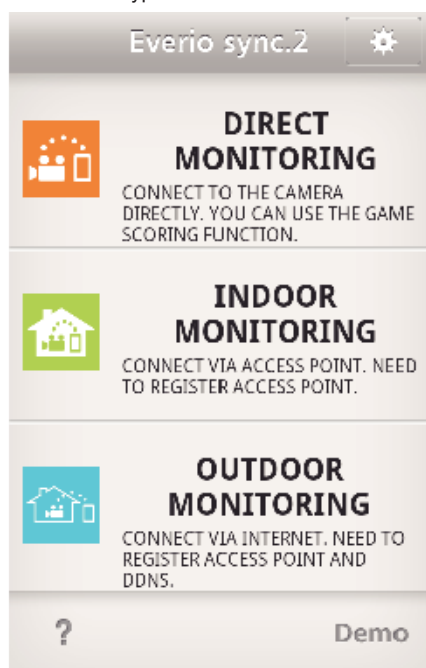 Everio sync.2
DIRECT
MONITORING
CONNECT TO THE CAMERA
DIRECTLY. YOU CAN USE THE GAME
SCORING FUNCTION.
INDOOR
MONITORING
CONNECT VIA ACCESS POINT. NEED
TO REGISTER ACCESS POINT.
OUTDOOR
MONITORING
CONNECT VIA INTERNET. NEED TO
REGISTER ACCESS POINT AND
DDNS.
? Demo